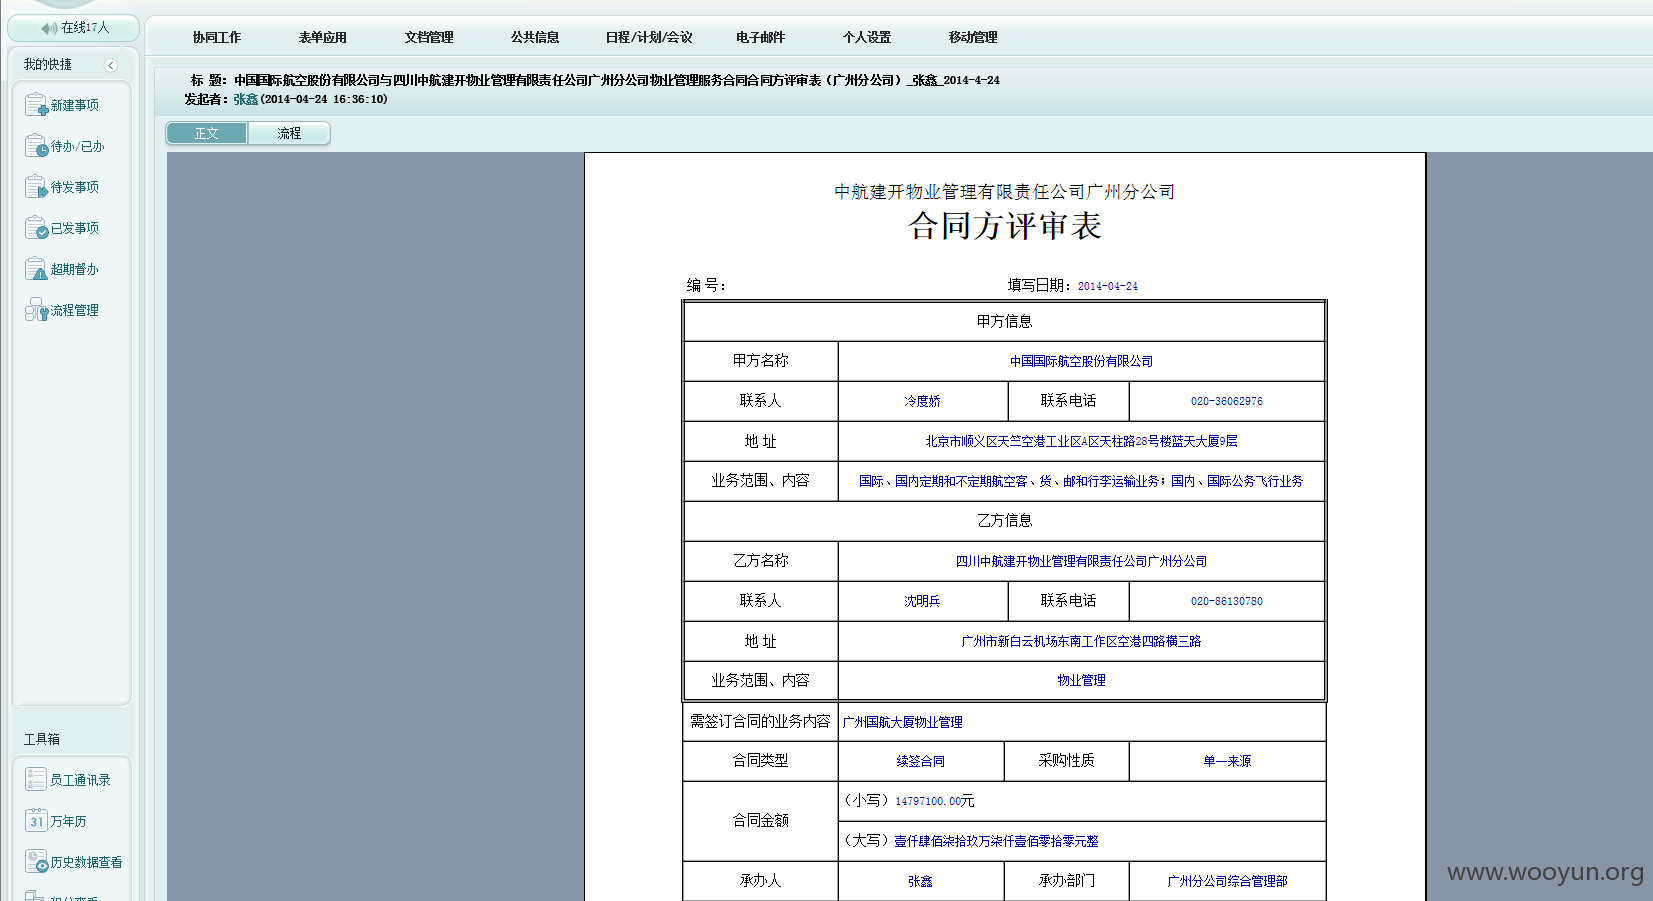 在线17人
协同工作 表单应用 文档管理 公共信息 日程/计划/会议 电子邮件 个人设置 移动管理
我的快捷
标 题：中国国际航空股份有限公司与四川中航建开物业管理有限责任公司广州分公司物业管理服务合同合同方评审表（广州分公司）_张鑫_2014-4-24
发起者：张鑫(2014-04-24 16:36:10)
新建事项
待办/已办
待发事项
已发事项
超期督办
流程管理
工具箱
员工通讯录
31 万年历
历史数据查看
正文 流程
中航建开物业管理有限责任公司广州分公司
合同方评审表
编 号： 填写日期：2014-04-24
甲方信息
甲方名称 中国国际航空股份有限公司
联系人 冷度娇 联系电话 020-36062976
地 址 北京市顺义区天竺空港工业区A区天柱路28号楼蓝天大厦9层
业务范围、内容 国际、国内定期和不定期航空客、货、邮和行李运输业务；国内、国际公务飞行业务
乙方信息
乙方名称 四川中航建开物业管理有限责任公司广州分公司
联系人 沈明兵 联系电话 020-86130780
地 址 广州市新白云机场东南工作区空港四路横三路
业务范围、内容 物业管理
需签订合同的业务内容 广州国航大厦物业管理
合同类型 续签合同 采购性质 单一来源
合同金额 （小写）14797100.00元
（大写）壹仟肆佰柒拾玖万柒仟壹佰零拾零元整
承办人 张鑫 承办部门 广州分公司综合管理部
www.wooyun.org